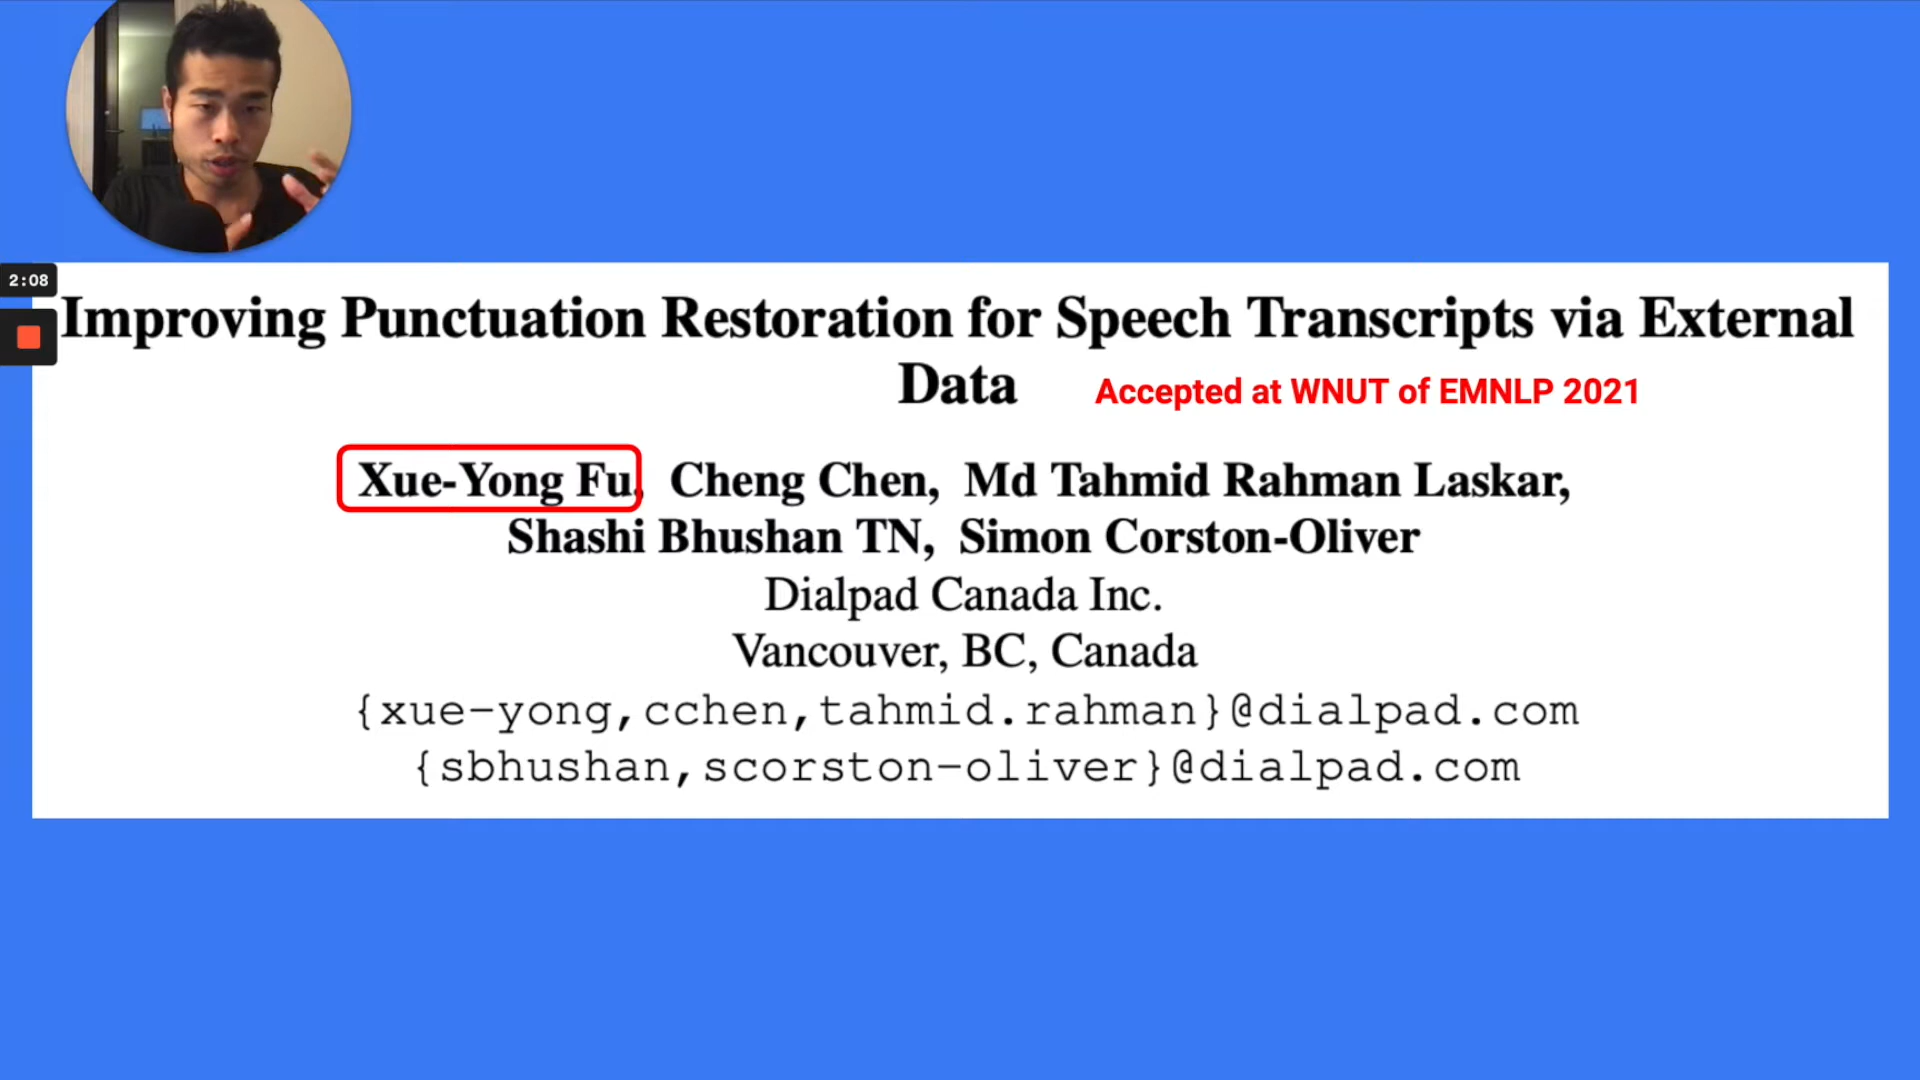 2:08
Improving Punctuation Restoration for Speech Transcripts via External
Data
Accepted at WNUT of EMNLP 2021
Xue-Yong Fu, Cheng Chen, Md Tahmid Rahman Laskar,
Shashi Bhushan TN, Simon Corston-Oliver
Dialpad Canada Inc.
Vancouver, BC, Canada
{xue-yong,cchen,tahmid.rahman}@dialpad.com
{sbhushan,scorston-oliver}@dialpad.com